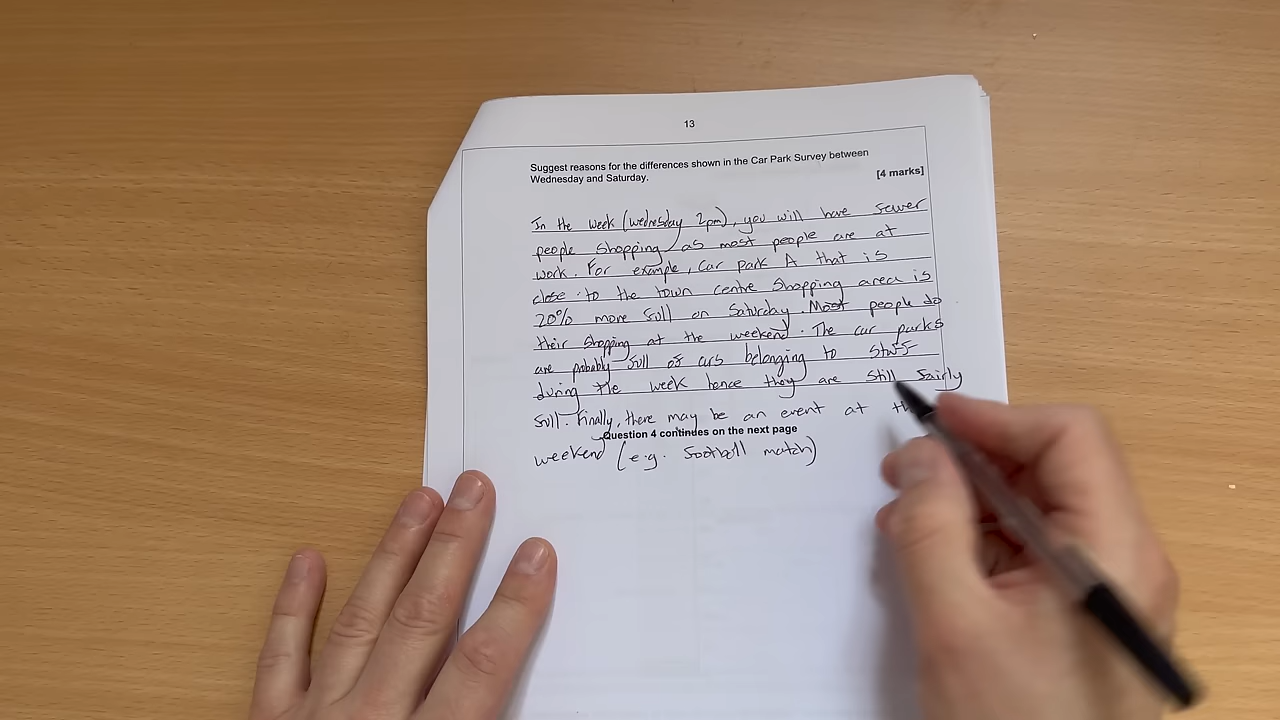 13
Suggest reasons for the differences shown in the Car Park Survey between
Wednesday and Saturday.
[4 marks]
In the week (Wednesday 2pm), you will have fewer
people shopping as most people are at
work. For example, car park A that is
close to the town centre shopping area is
20% more full on Saturday. Most people do
their shopping at the weekend. The car parks
are probably full of cars belonging to staff
during the week hence they are still fairly
full. Finally, there may be an event at
Question 4 continues on the next page
weekend (e.g. football match)